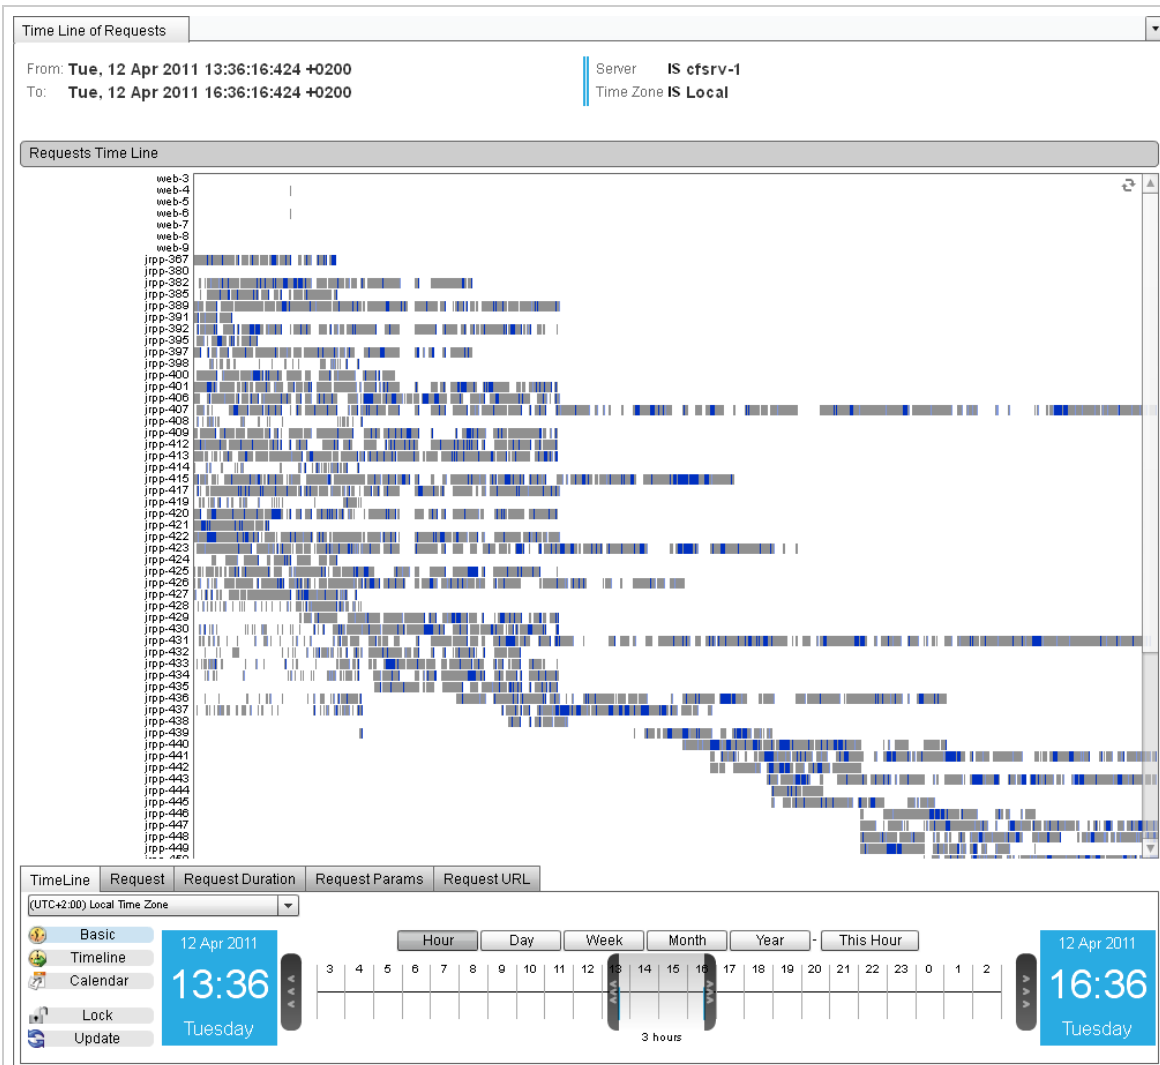 Time Line of Requests
From: Tue, 12 Apr 2011 13:36:16:424 +0200
To: Tue, 12 Apr 2011 16:36:16:424 +0200
Server IS cfsrv-1
Time Zone IS Local
Requests Time Line
web-3
web-4
web-5
web-6
web-7
web-8
web-9
jrpp-367
jrpp-380
jrpp-382
jrpp-385
jrpp-389
jrpp-391
jrpp-392
jrpp-395
jrpp-397
jrpp-398
jrpp-400
jrpp-401
jrpp-406
jrpp-407
jrpp-408
jrpp-409
jrpp-412
jrpp-413
jrpp-414
jrpp-415
jrpp-417
jrpp-419
jrpp-420
jrpp-421
jrpp-422
jrpp-423
jrpp-424
jrpp-425
jrpp-426
jrpp-427
jrpp-428
jrpp-429
jrpp-430
jrpp-431
jrpp-432
jrpp-433
jrpp-434
jrpp-435
jrpp-436
jrpp-437
jrpp-438
jrpp-439
jrpp-440
jrpp-441
jrpp-442
jrpp-443
jrpp-444
jrpp-445
jrpp-446
jrpp-447
jrpp-448
jrpp-449
TimeLine Request Request Duration Request Params Request URL
(UTC+2:00) Local Time Zone
Basic
Timeline
Calendar
Lock
Update
12 Apr 2011
13:36
Tuesday
Hour Day Week Month Year - This Hour
3 4 5 6 7 8 9 10 11 12 13 14 15 16 17 18 19 20 21 22 23 0 1 2
3 hours
12 Apr 2011
16:36
Tuesday